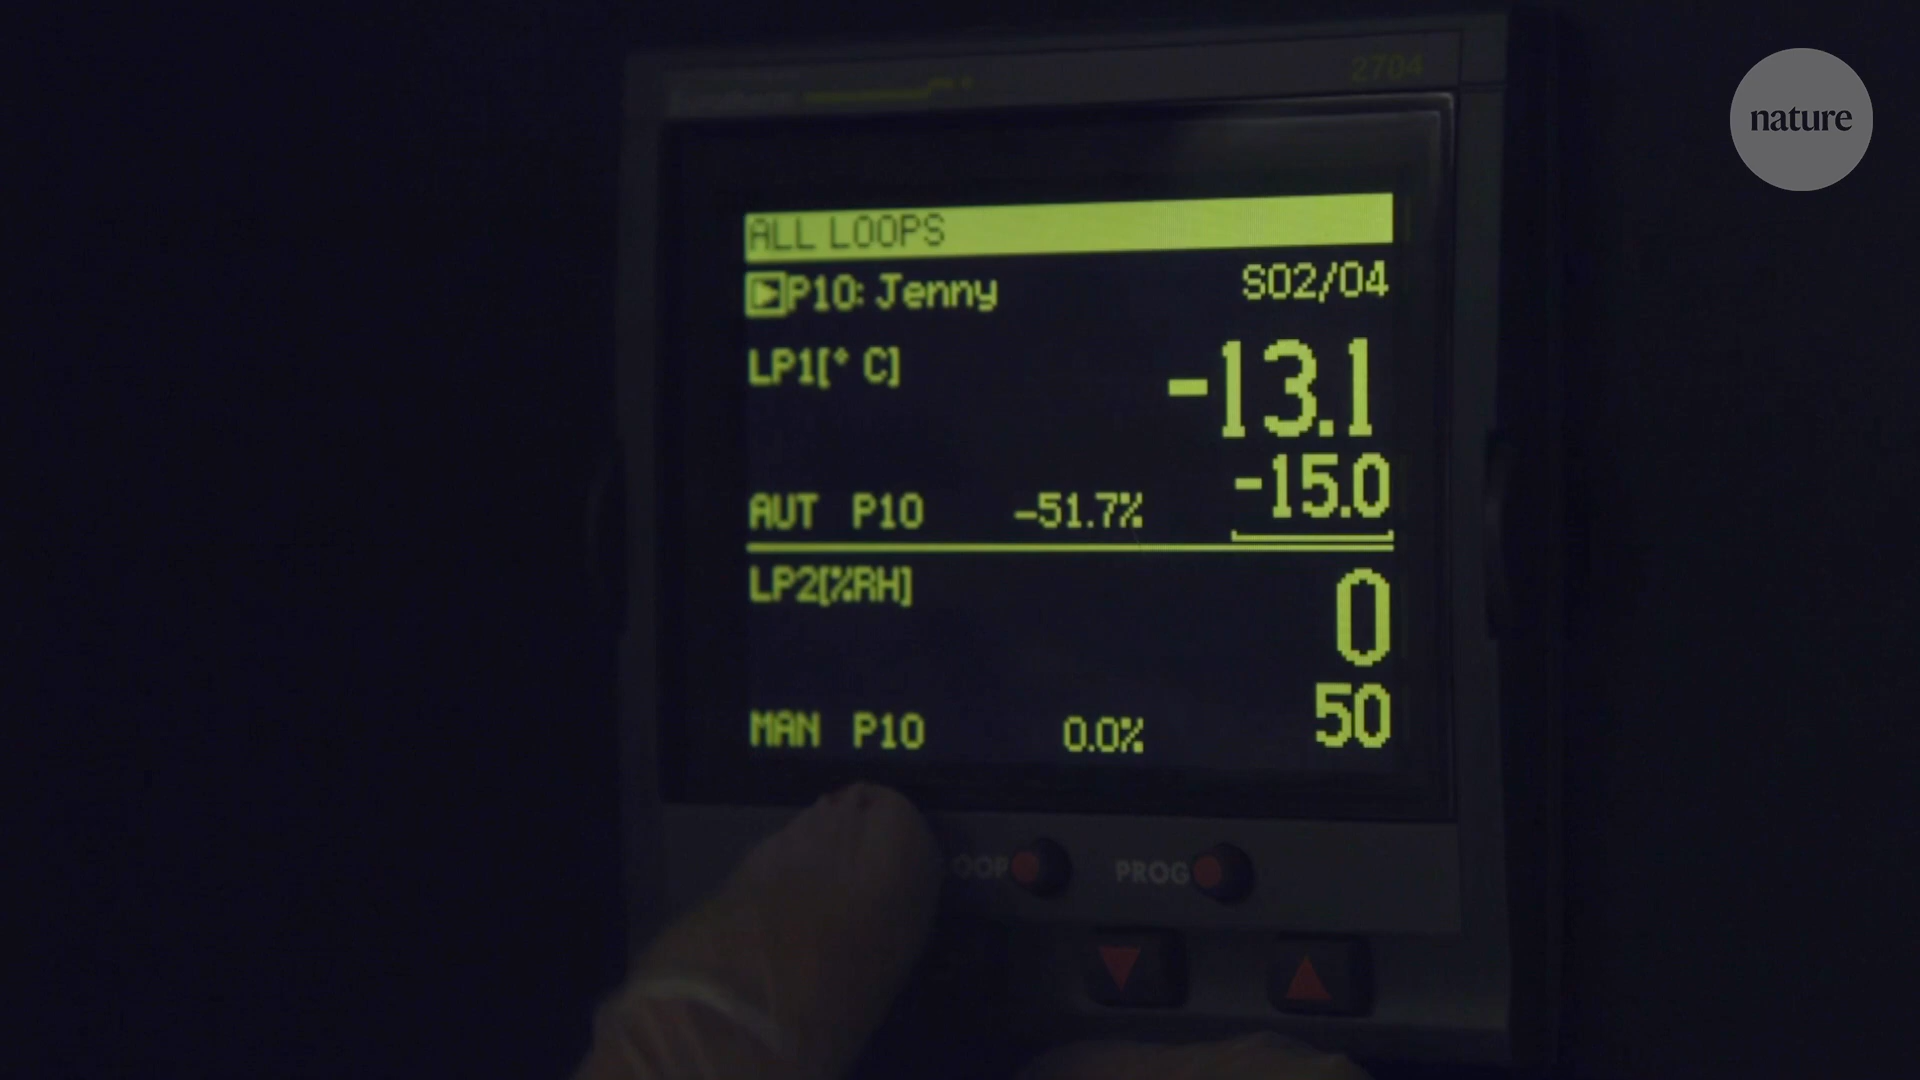 2704
nature
ALL LOOPS
P10: Jenny S02/04
LP1[° C] -13.1
-15.0
AUT P10 -51.7%
LP2[%RH] 0
50
MAN P10 0.0%
PROG